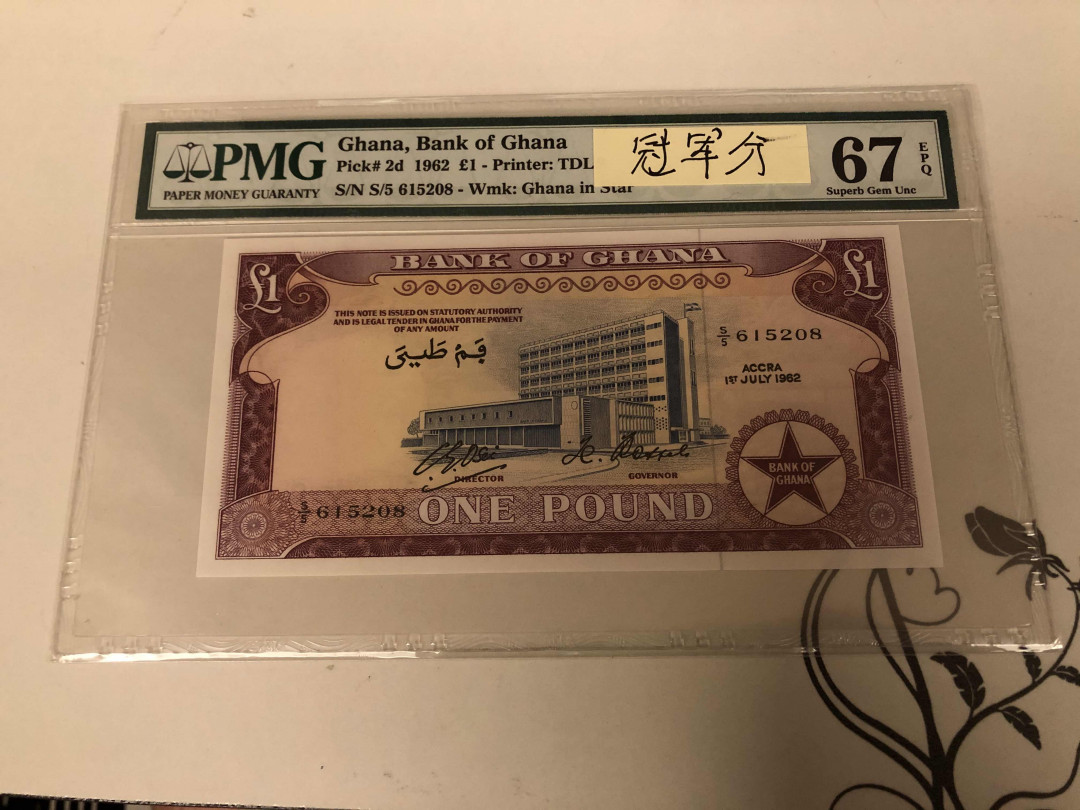 PMG
PAPER MONEY GUARANTY
Ghana, Bank of Ghana
Pick# 2d 1962 £1 - Printer: TDL
S/N S/5 615208 - Wmk: Ghana in Star
冠军分
67
EPQ
Superb Gem Unc
£1
BANK OF GHANA
£1
THIS NOTE IS ISSUED ON STATUTORY AUTHORITY
AND IS LEGAL TENDER IN GHANA FOR THE PAYMENT
OF ANY AMOUNT
S/5 615208
ACCRA
1ST JULY 1962
DIRECTOR
GOVERNOR
BANK OF
GHANA
S/5 615208
ONE POUND